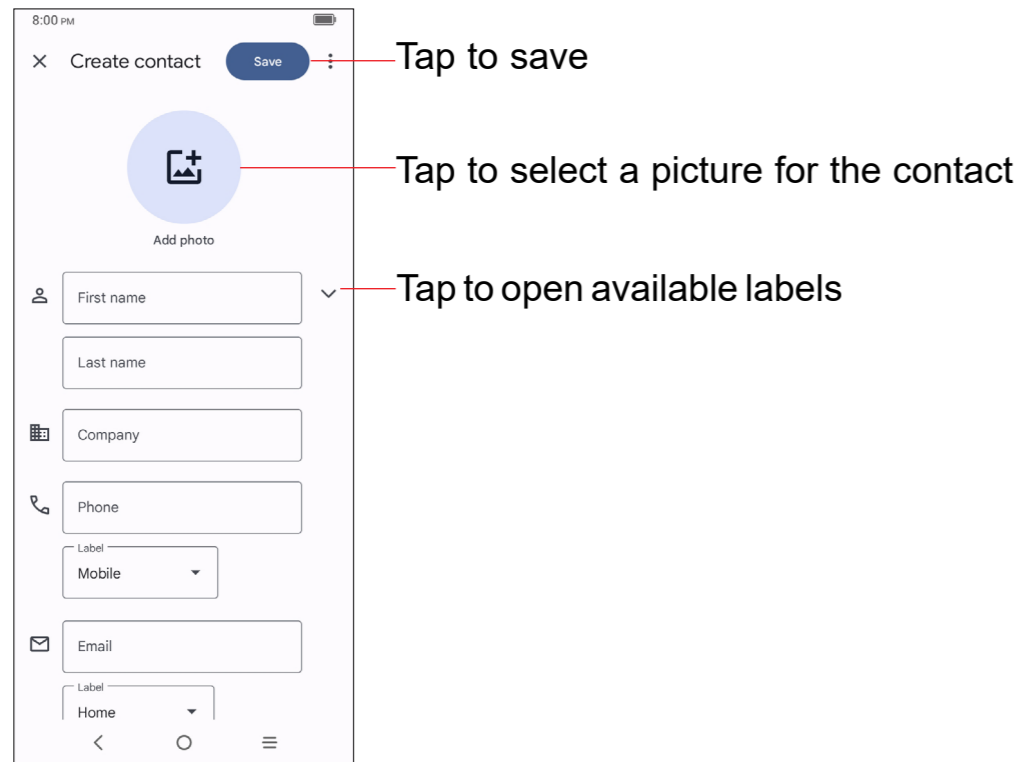 8:00 PM
Create contact Save
Tap to save
Tap to select a picture for the contact
Add photo
First name
Tap to open available labels
Last name
Company
Phone
Label
Mobile
Email
Label
Home